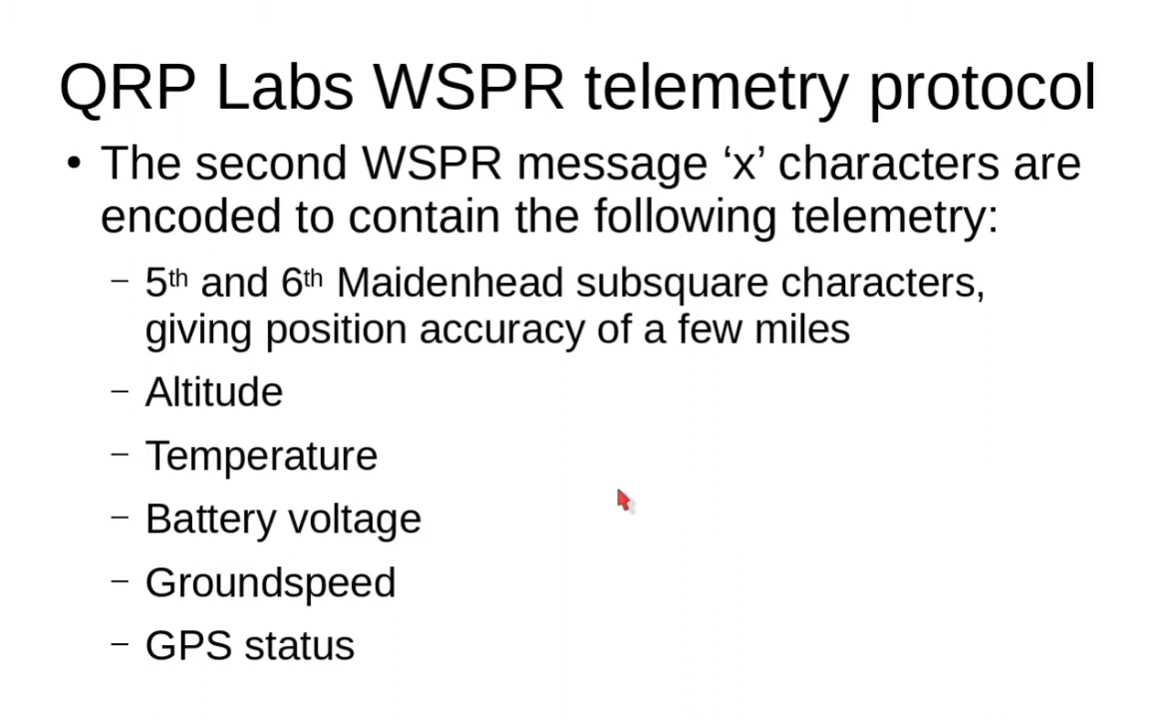 QRP Labs WSPR telemetry protocol
• The second WSPR message ‘x’ characters are
encoded to contain the following telemetry:
– 5th and 6th Maidenhead subsquare characters,
giving position accuracy of a few miles
– Altitude
– Temperature
– Battery voltage
– Groundspeed
– GPS status